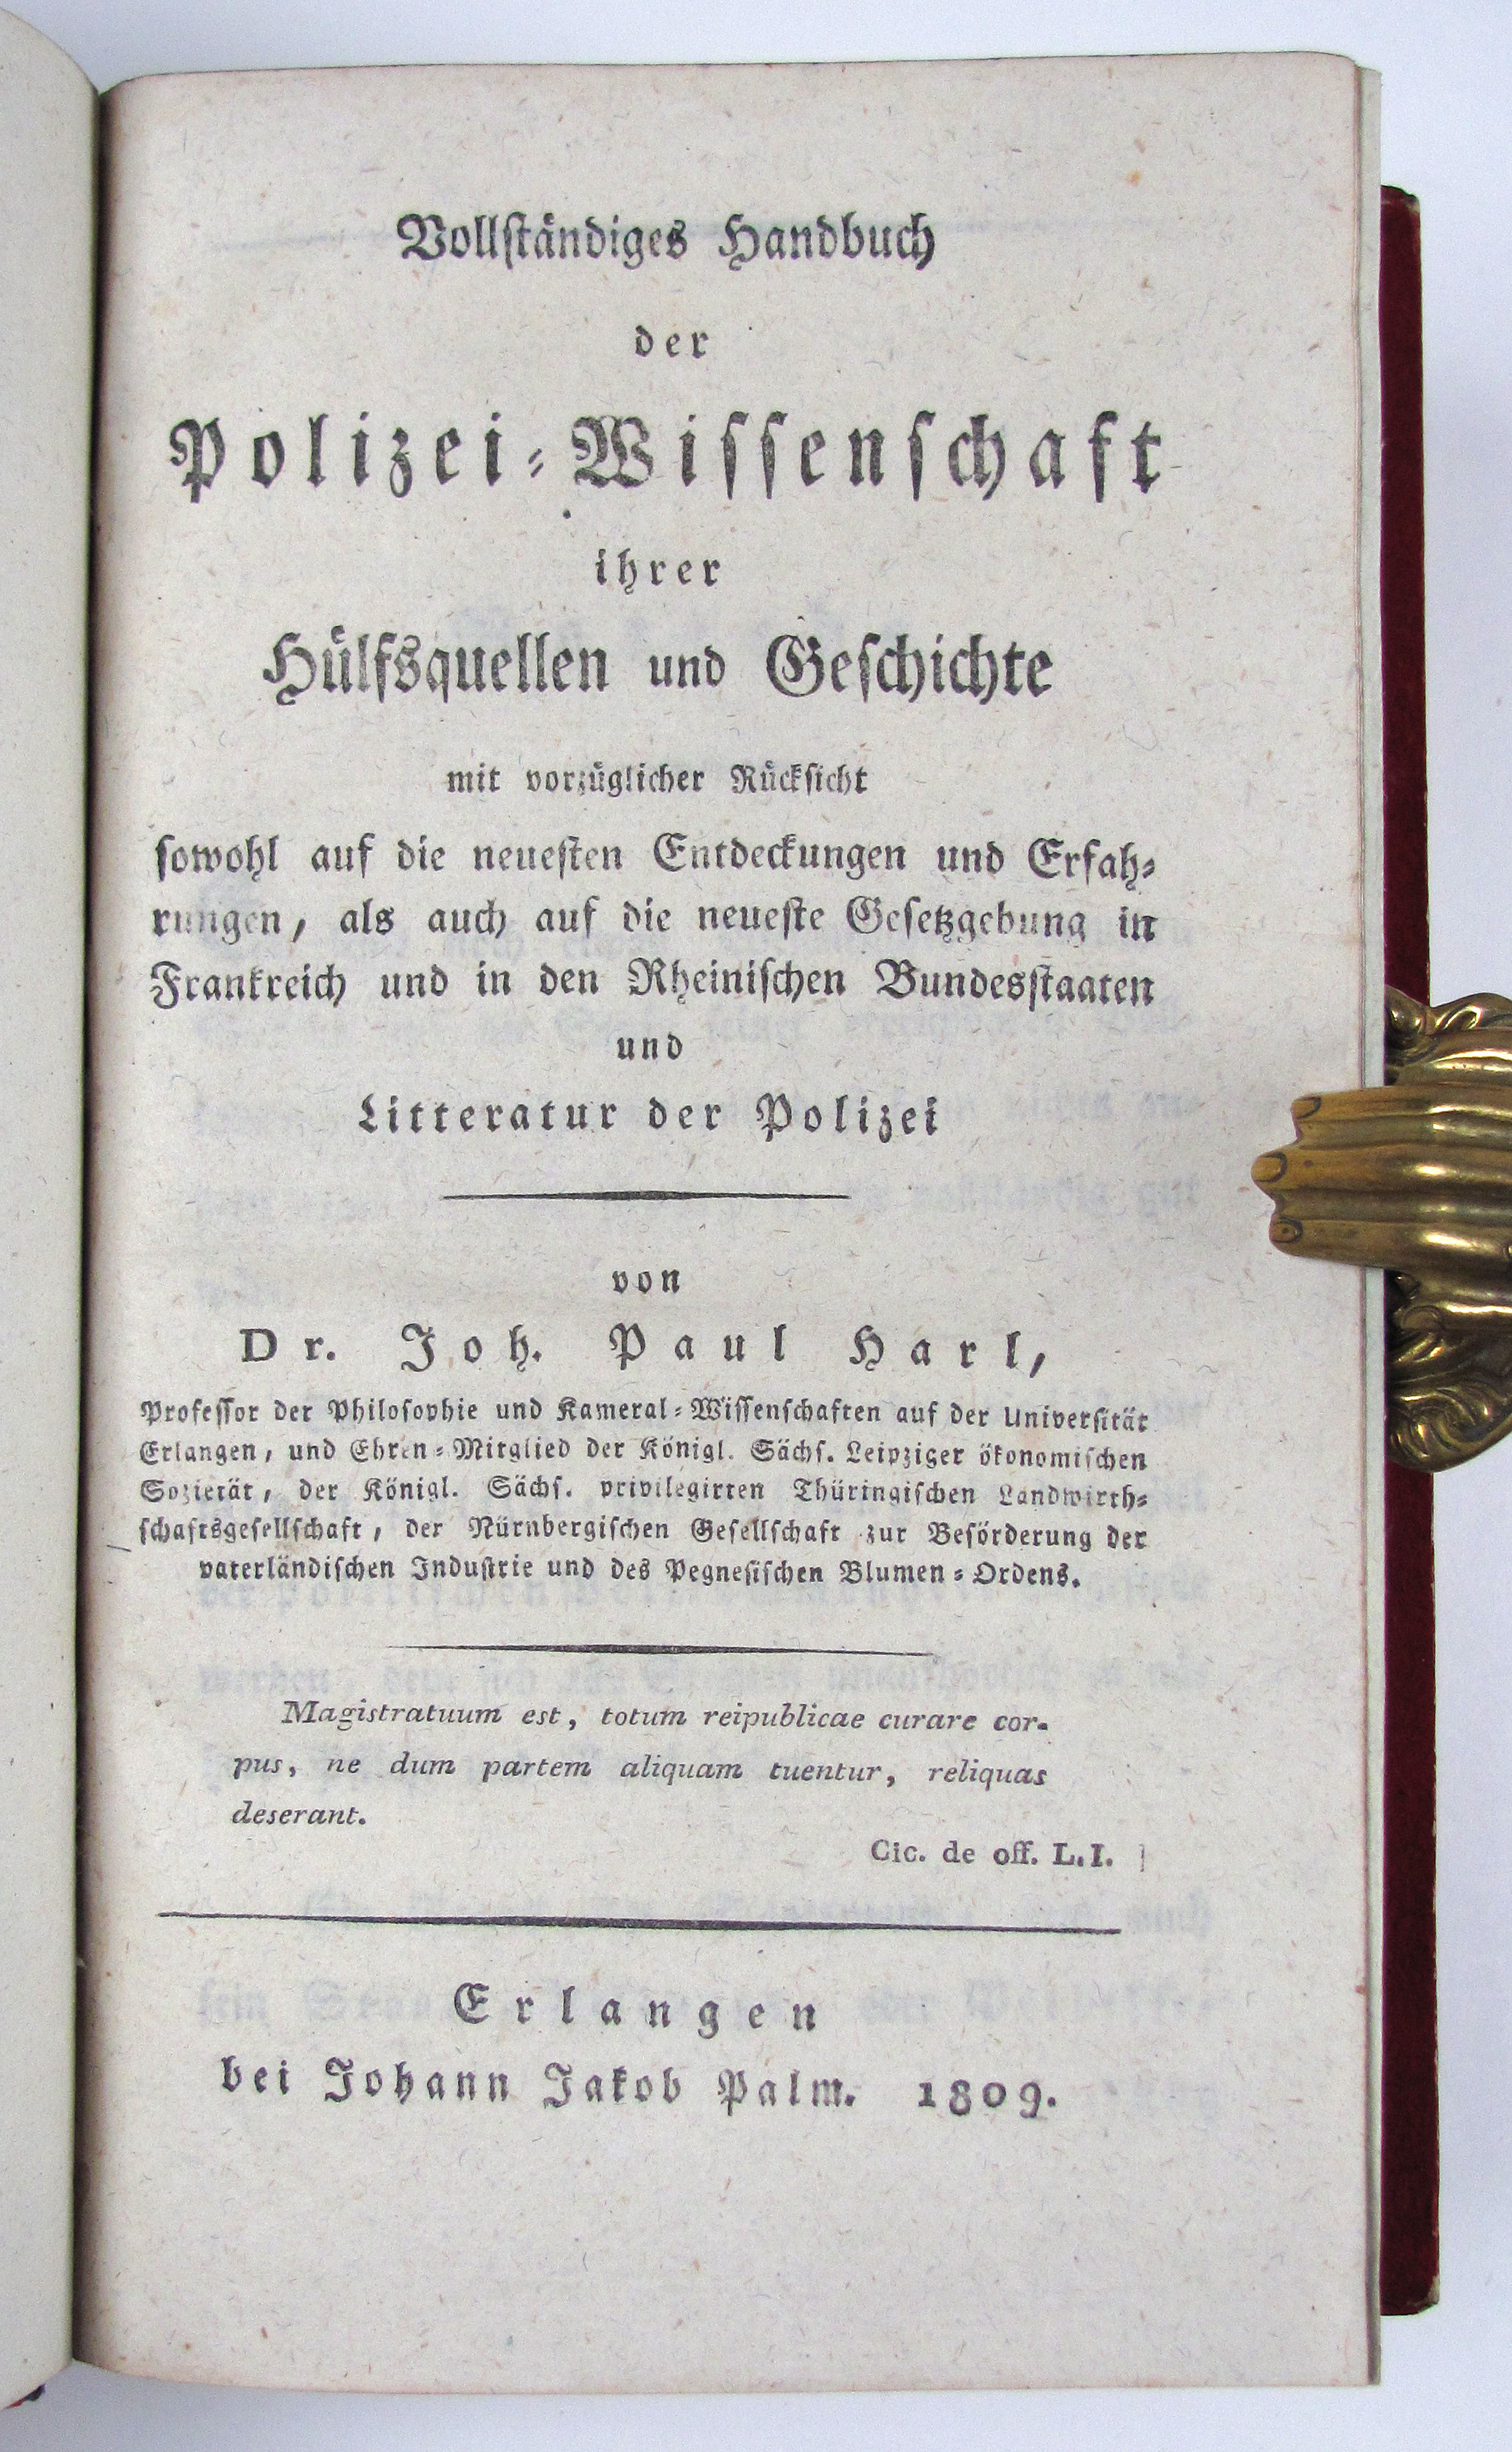 Vollständiges Handbuch
der
Polizei-Wissenschaft
ihrer
Hülfsquellen und Geschichte
mit vorzüglicher Rücksicht
sowohl auf die neuesten Entdeckungen und Erfah-
rungen, als auch auf die neueste Gesetzgebung in
Frankreich und in den Rheinischen Bundesstaaten
und
Litteratur der Polizei
von
Dr. Joh. Paul Harl,
Professor der Philosophie und Kameral-Wissenschaften auf der Universität
Erlangen, und Ehren-Mitglied der Königl. Sächs. Leipziger ökonomischen
Sozietät, der Königl. Sächs. privilegirten Thüringischen Landwirth-
schaftsgesellschaft, der Nürnbergischen Gesellschaft zur Beförderung der
vaterländischen Industrie und des Pegnesischen Blumen-Ordens.
Magistratuum est, totum reipublicae curare cor-
pus, ne dum partem aliquam tuentur, reliquas
deserant.
Cic. de off. L.I.
Erlangen
bei Johann Jakob Palm. 1809.